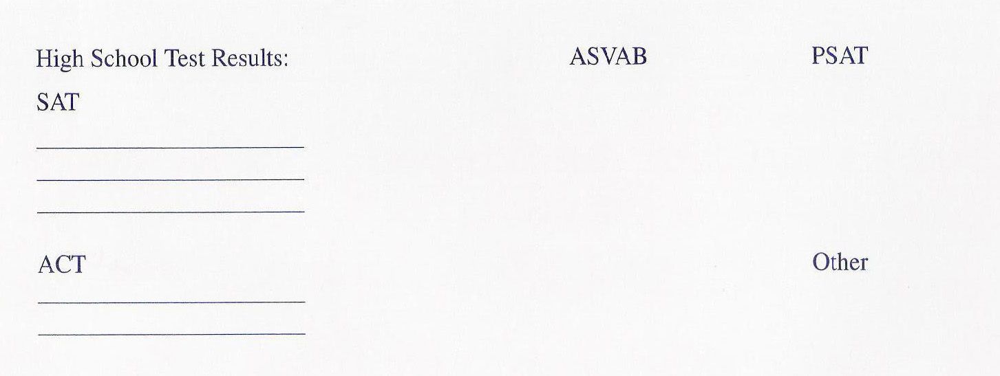 High School Test Results:
ASVAB
PSAT
SAT
ACT
Other